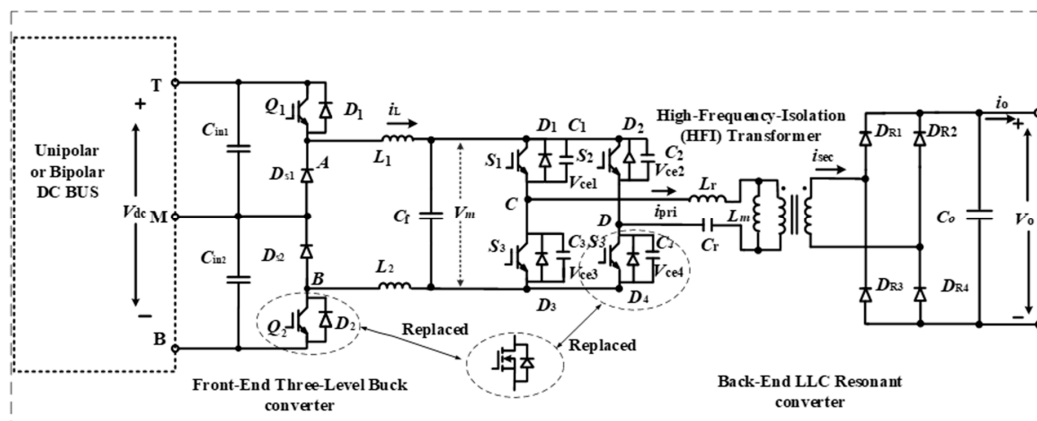 T
M
B
+
Vdc
−
Unipolar
or Bipolar
DC BUS
Cin1
Cin2
Q1
D1
A
Ds1
Ds2
B
Q2
D2
iL
L1
L2
Cf
Vm
D1
C1
D2
S1
S2
C2
Vce1
Vce2
C
D
S3
C3
Vce3
S3
C4
Vce4
D3
D4
ipri
Lr
Cr
Lm
High-Frequency-Isolation
(HFI) Transformer
isec
DR1
DR2
DR3
DR4
Co
io
+
Vo
−
Replaced
Replaced
Front-End Three-Level Buck
converter
Back-End LLC Resonant
converter